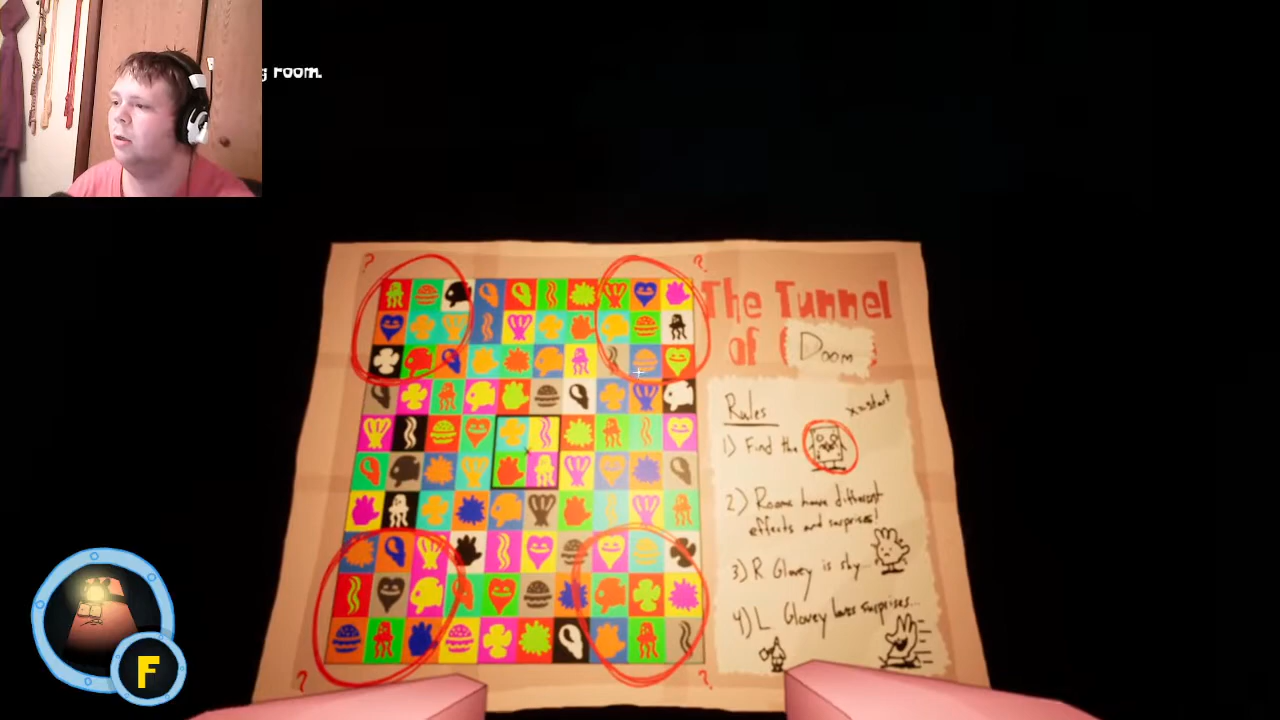 room.
? ?
The Tunnel
of ( Doom
Rules
x=start
1) Find the
2) Rooms have different
effects and surprises!
3) R Glovey is shy...
4) L Glovey loves surprises...
? ?
F